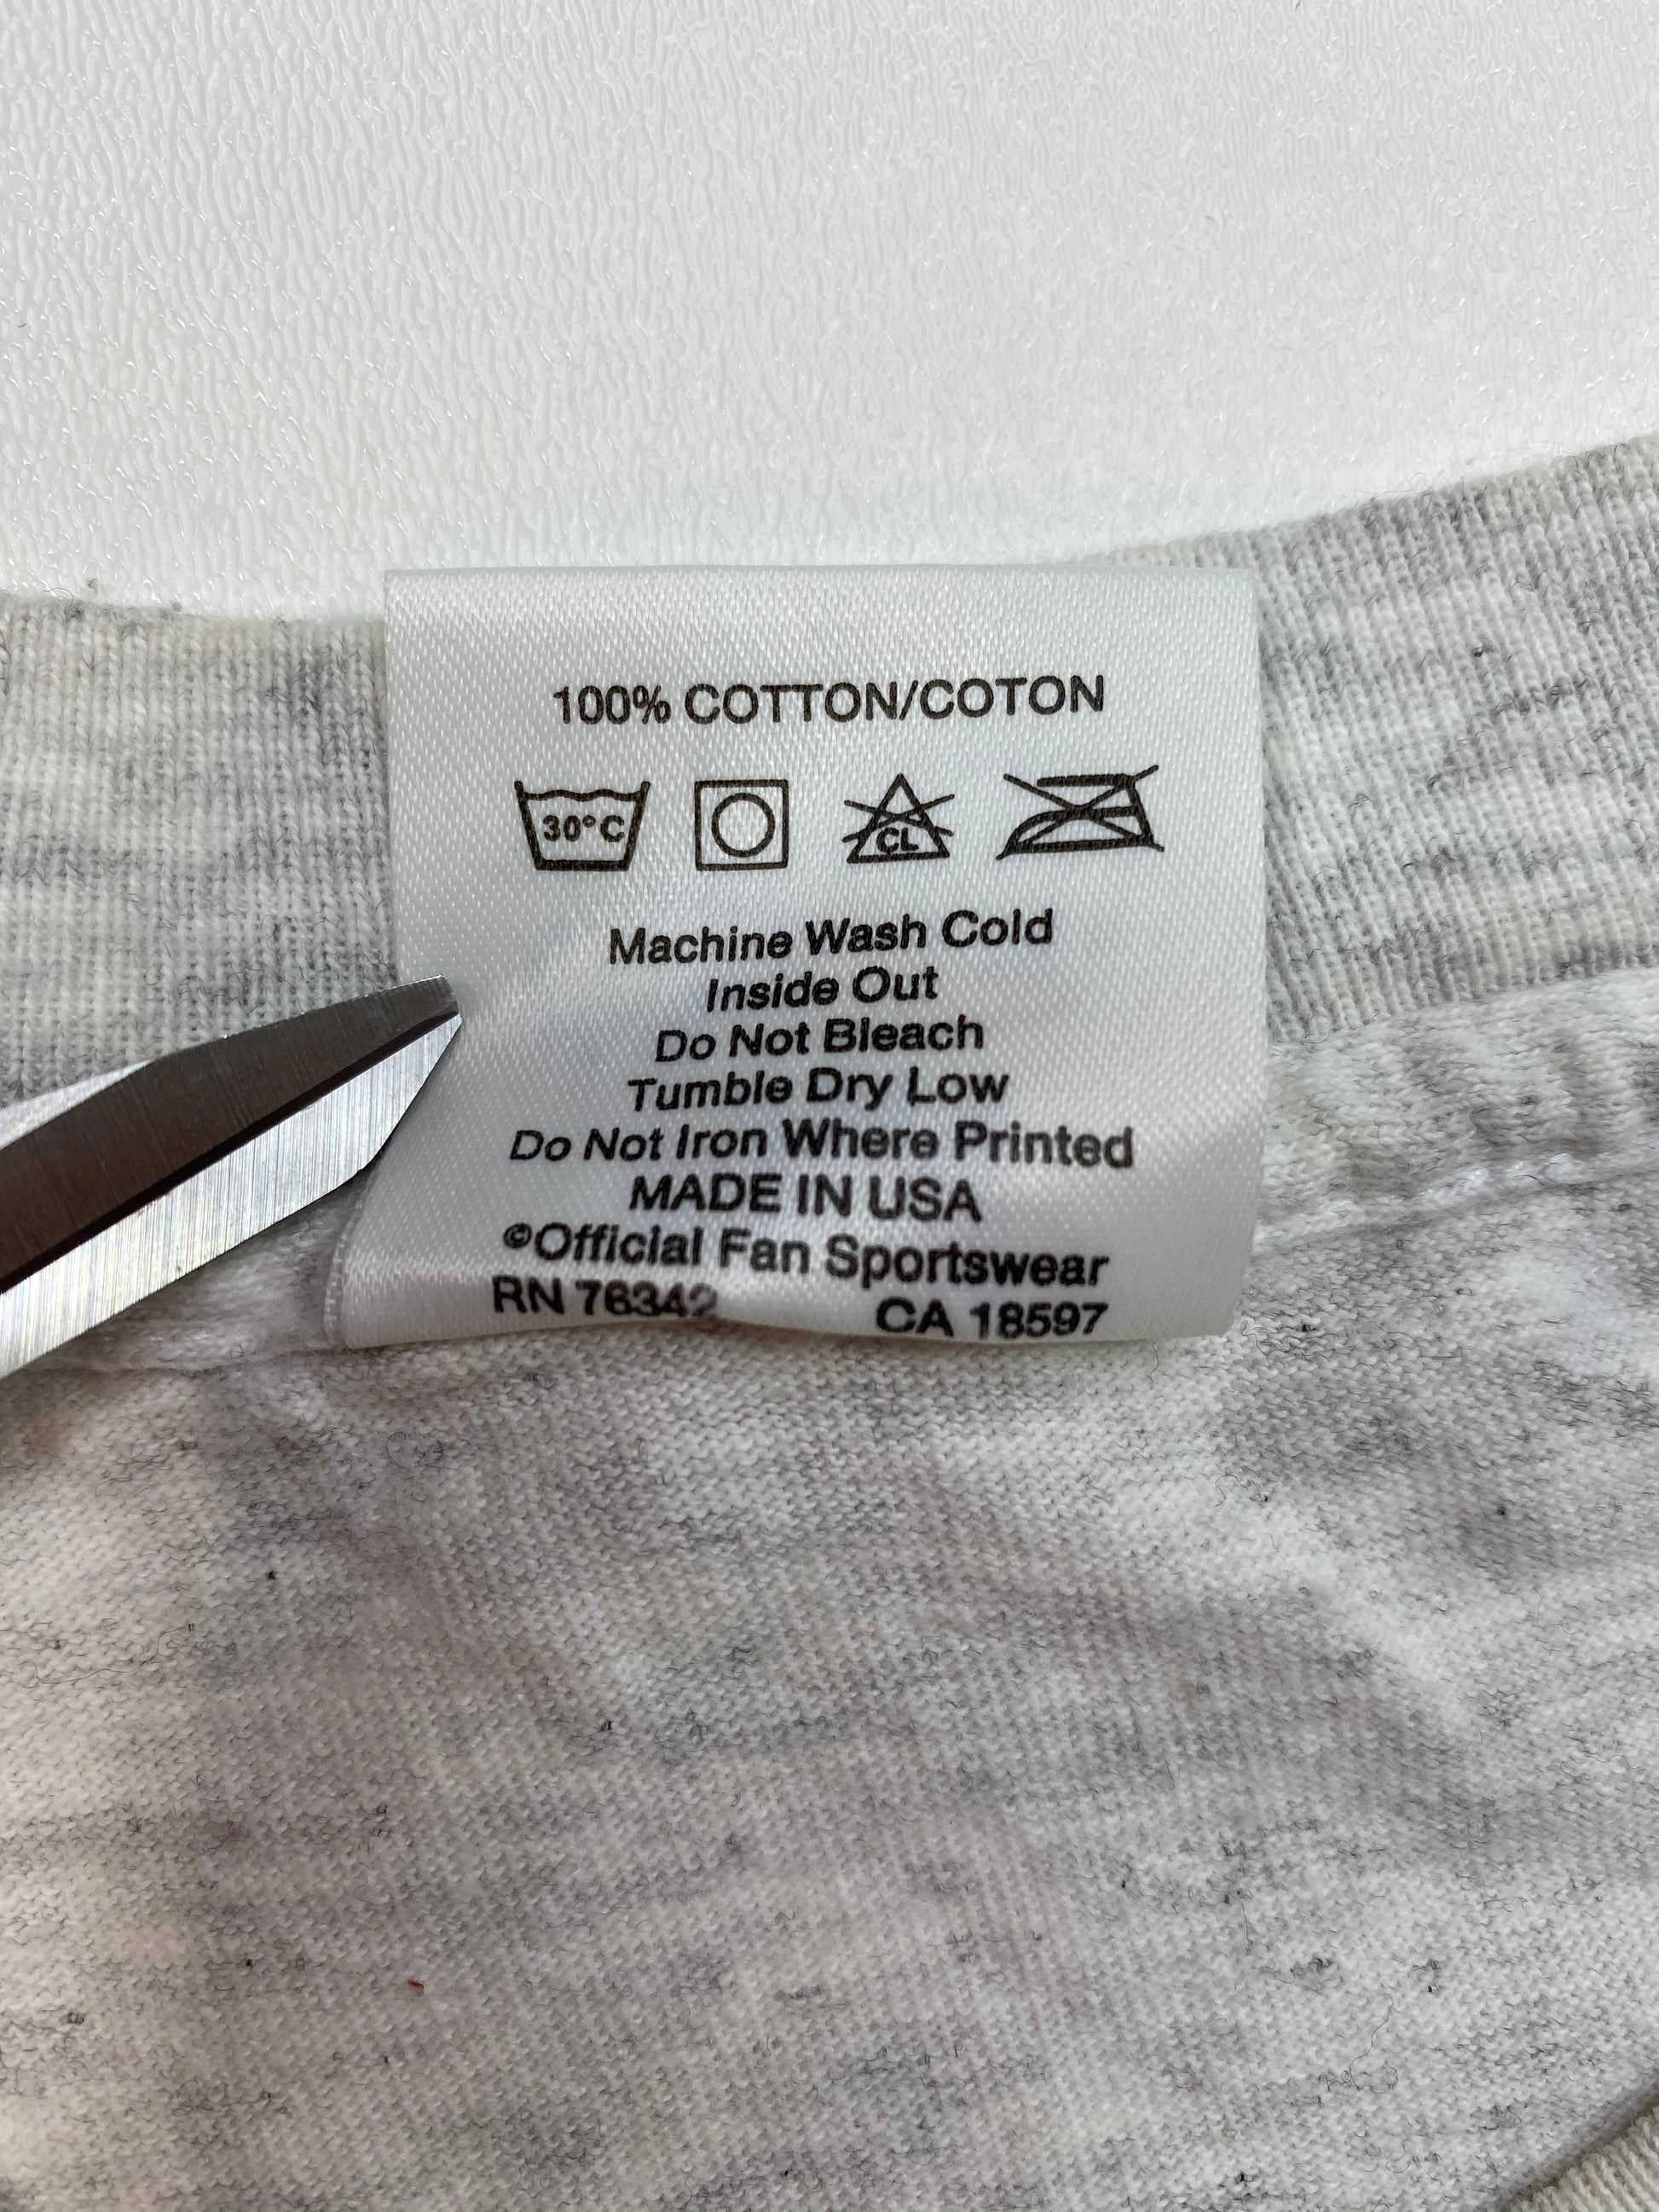 100% COTTON/COTON
30°C CL
Machine Wash Cold
Inside Out
Do Not Bleach
Tumble Dry Low
Do Not Iron Where Printed
MADE IN USA
©Official Fan Sportswear
RN 76342 CA 18597